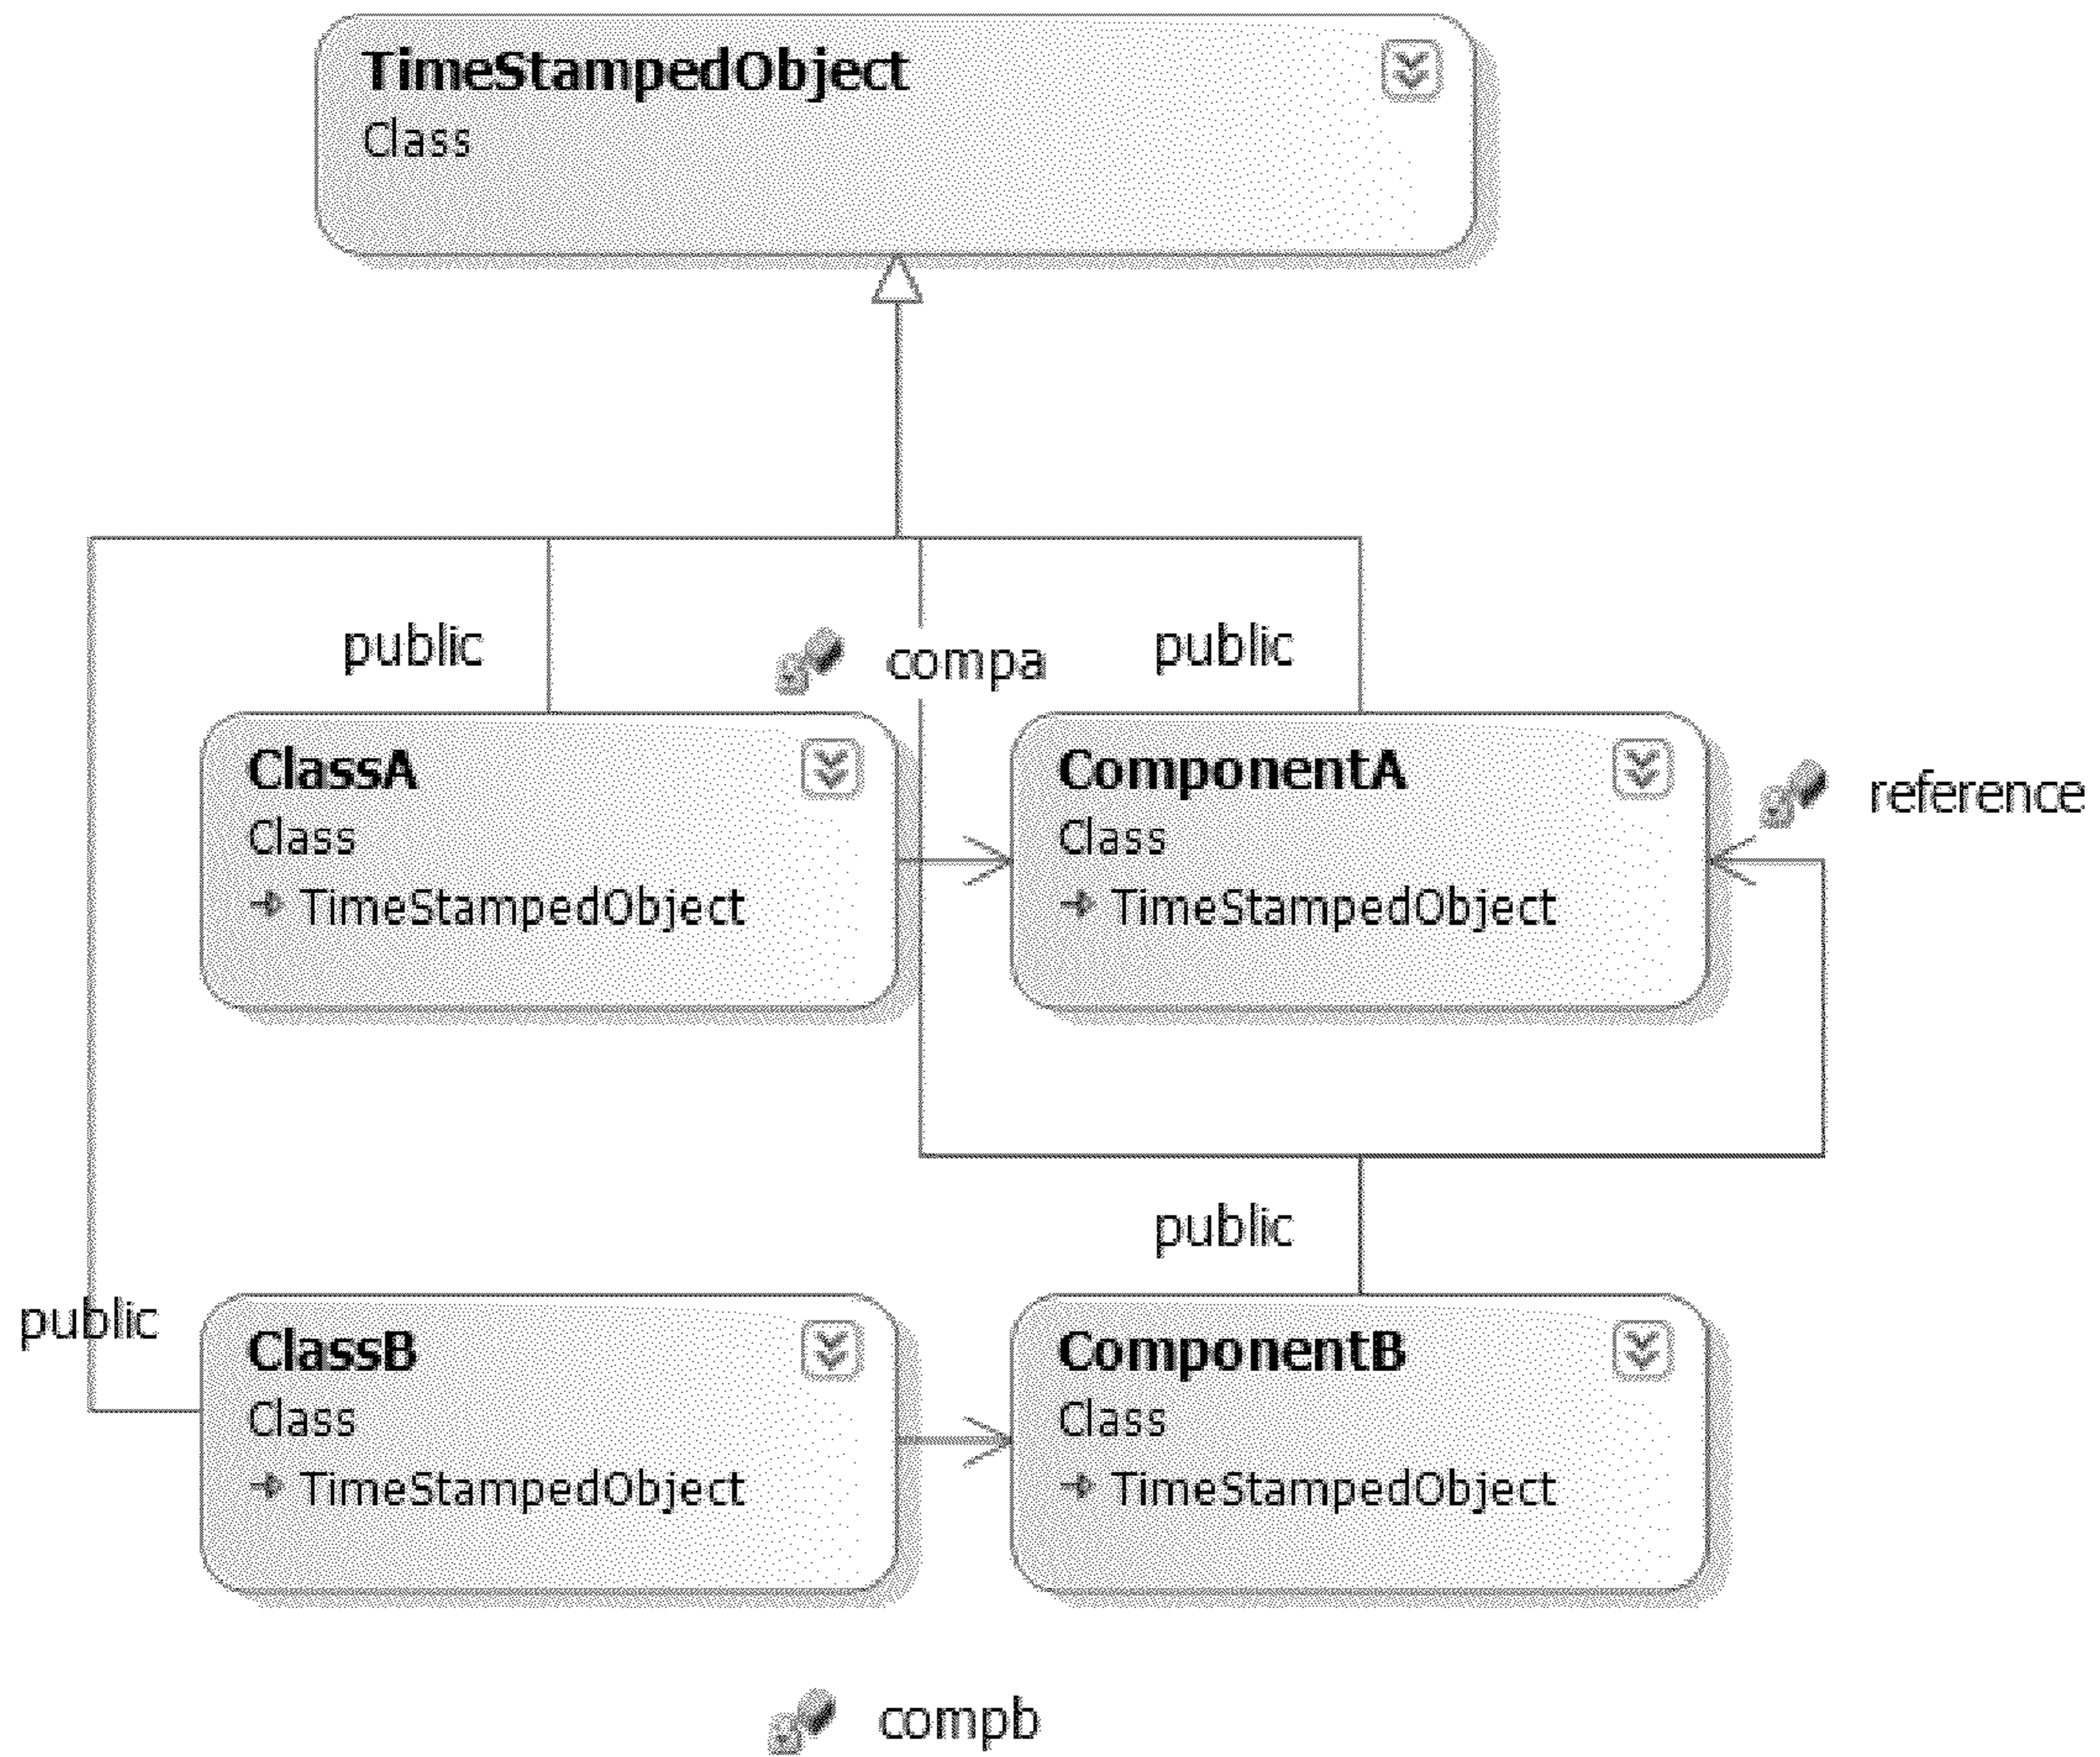 TimeStampedObject
Class
public
compa
public
ClassA
Class
TimeStampedObject
ComponentA
Class
TimeStampedObject
reference
public
public
ClassB
Class
TimeStampedObject
ComponentB
Class
TimeStampedObject
compb